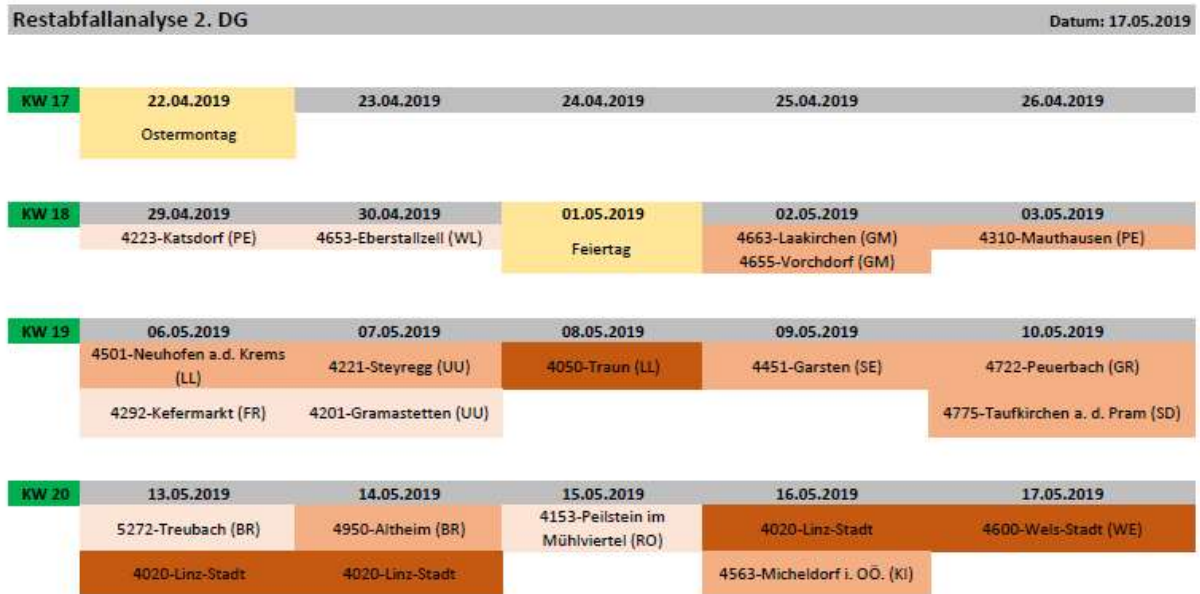 Restabfallanalyse 2. DG Datum: 17.05.2019
KW 17 22.04.2019 23.04.2019 24.04.2019 25.04.2019 26.04.2019
Ostermontag
KW 18 29.04.2019 30.04.2019 01.05.2019 02.05.2019 03.05.2019
4223-Katsdorf (PE) 4653-Eberstallzell (WL) Feiertag 4663-Laakirchen (GM) 4310-Mauthausen (PE)
4655-Vorchdorf (GM)
KW 19 06.05.2019 07.05.2019 08.05.2019 09.05.2019 10.05.2019
4501-Neuhofen a.d. Krems
(LL) 4221-Steyregg (UU) 4050-Traun (LL) 4451-Garsten (SE) 4722-Peuerbach (GR)
4292-Kefermarkt (FR) 4201-Gramastetten (UU) 4775-Taufkirchen a. d. Pram (SD)
KW 20 13.05.2019 14.05.2019 15.05.2019 16.05.2019 17.05.2019
5272-Treubach (BR) 4950-Altheim (BR) 4153-Peilstein im
Mühlviertel (RO) 4020-Linz-Stadt 4600-Wels-Stadt (WE)
4020-Linz-Stadt 4020-Linz-Stadt 4563-Micheldorf i. OÖ. (KI)